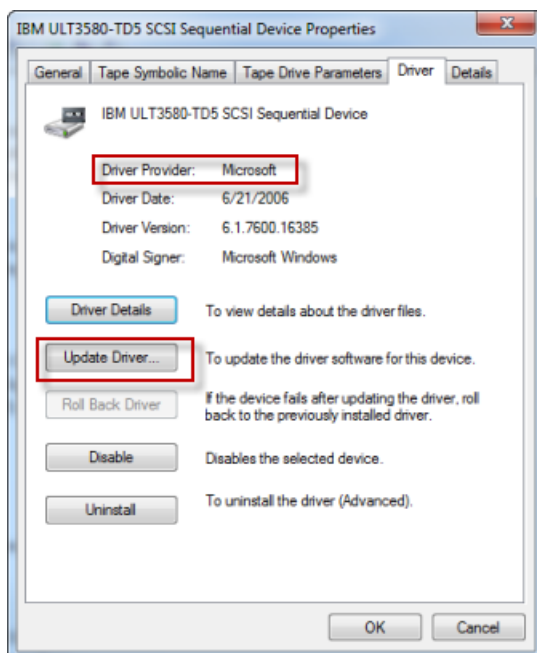 IBM ULT3580-TD5 SCSI Sequential Device Properties
General Tape Symbolic Name Tape Drive Parameters Driver Details
IBM ULT3580-TD5 SCSI Sequential Device
Driver Provider: Microsoft
Driver Date: 6/21/2006
Driver Version: 6.1.7600.16385
Digital Signer: Microsoft Windows
Driver Details To view details about the driver files.
Update Driver... To update the driver software for this device.
Roll Back Driver If the device fails after updating the driver, roll
back to the previously installed driver.
Disable Disables the selected device.
Uninstall To uninstall the driver (Advanced).
OK Cancel